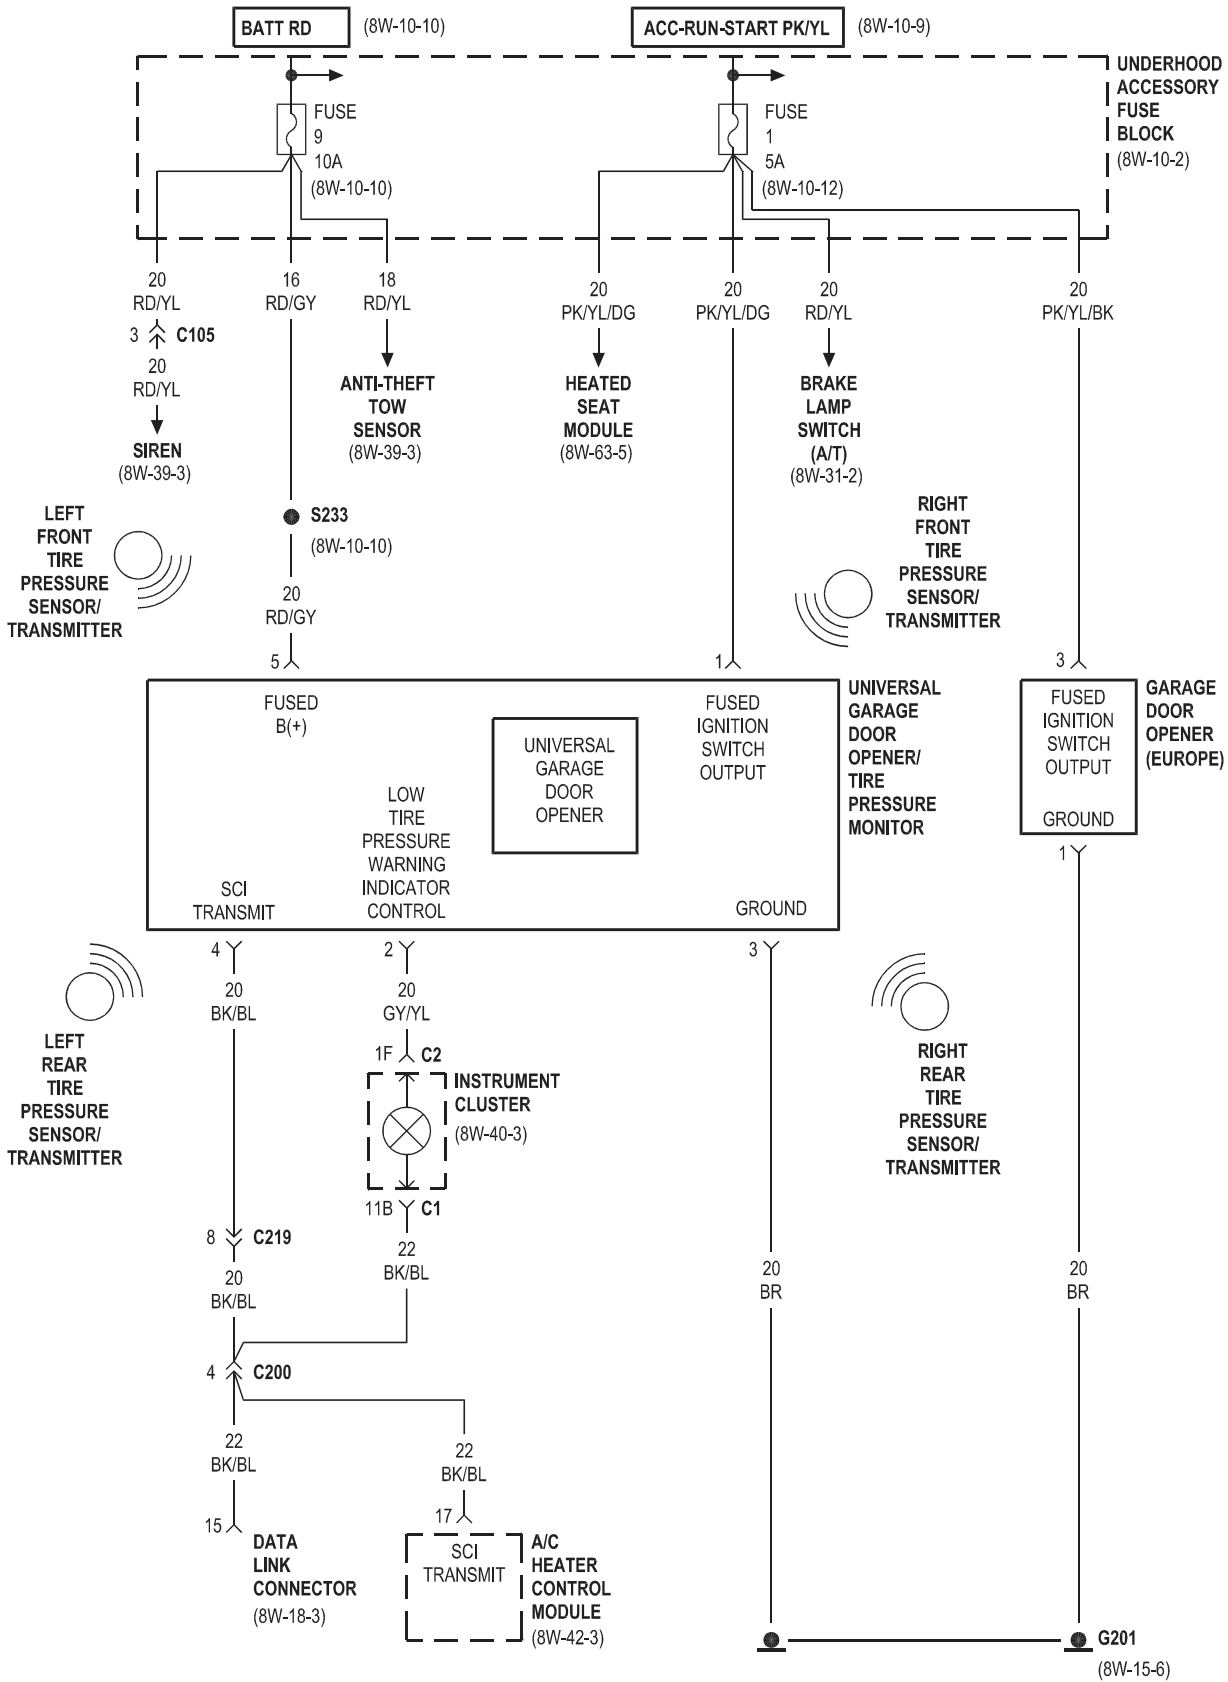 BATT RD
(8W-10-10)
ACC-RUN-START PK/YL
(8W-10-9)
UNDERHOOD
ACCESSORY
FUSE
BLOCK
(8W-10-2)
FUSE
9
10A
(8W-10-10)
FUSE
1
5A
(8W-10-12)
20
RD/YL
16
RD/GY
18
RD/YL
20
PK/YL/DG
20
PK/YL/DG
20
RD/YL
20
PK/YL/BK
3
C105
20
RD/YL
SIREN
(8W-39-3)
ANTI-THEFT
TOW
SENSOR
(8W-39-3)
HEATED
SEAT
MODULE
(8W-63-5)
BRAKE
LAMP
SWITCH
(A/T)
(8W-31-2)
LEFT
FRONT
TIRE
PRESSURE
SENSOR/
TRANSMITTER
S233
(8W-10-10)
20
RD/GY
RIGHT
FRONT
TIRE
PRESSURE
SENSOR/
TRANSMITTER
5
1
3
FUSED
B(+)
UNIVERSAL
GARAGE
DOOR
OPENER
FUSED
IGNITION
SWITCH
OUTPUT
UNIVERSAL
GARAGE
DOOR
OPENER/
TIRE
PRESSURE
MONITOR
FUSED
IGNITION
SWITCH
OUTPUT
GROUND
GARAGE
DOOR
OPENER
(EUROPE)
LOW
TIRE
PRESSURE
WARNING
INDICATOR
CONTROL
SCI
TRANSMIT
GROUND
1
4
2
3
20
BK/BL
20
GY/YL
LEFT
REAR
TIRE
PRESSURE
SENSOR/
TRANSMITTER
1F
C2
INSTRUMENT
CLUSTER
(8W-40-3)
RIGHT
REAR
TIRE
PRESSURE
SENSOR/
TRANSMITTER
11B
C1
8
C219
22
BK/BL
20
BK/BL
20
BR
20
BR
4
C200
22
BK/BL
22
BK/BL
15
17
DATA
LINK
CONNECTOR
(8W-18-3)
SCI
TRANSMIT
A/C
HEATER
CONTROL
MODULE
(8W-42-3)
G201
(8W-15-6)